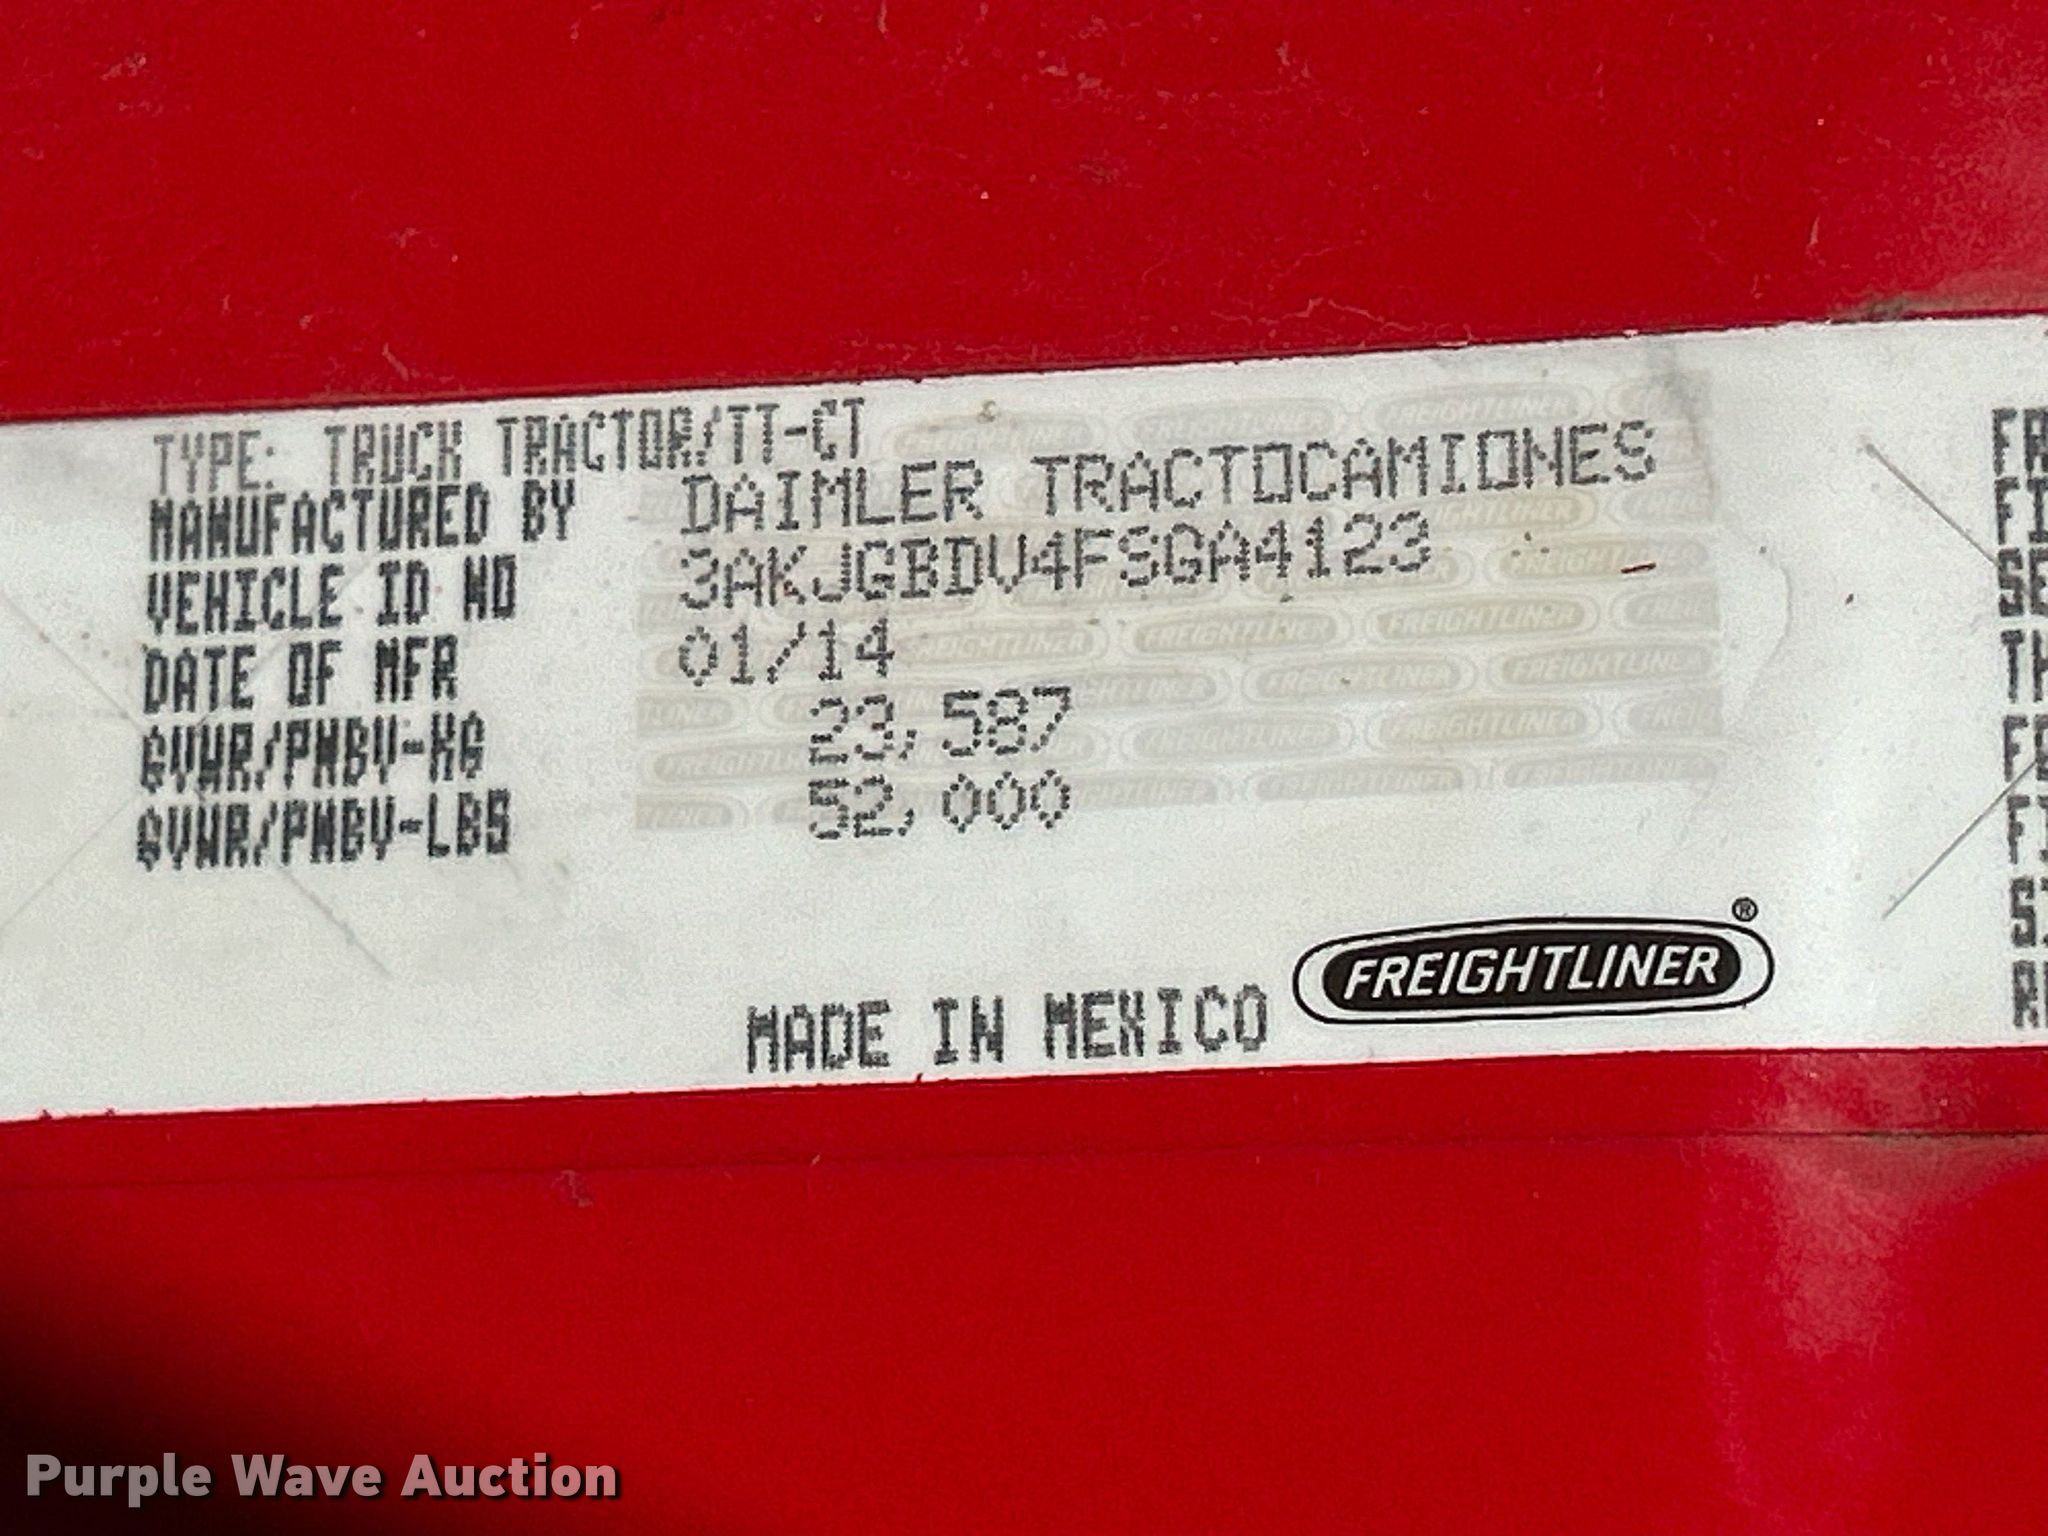 TYPE: TRUCK TRACTOR/TT-CT
MANUFACTURED BY DAIMLER TRACTOCAMIONES
VEHICLE ID NO 3AKJGBDV4FSGA4123
DATE OF MFR 01/14
GVWR/PNBV-KG 23,587
GVWR/PNBV-LBS 52,000
MADE IN MEXICO
FREIGHTLINER®
Purple Wave Auction